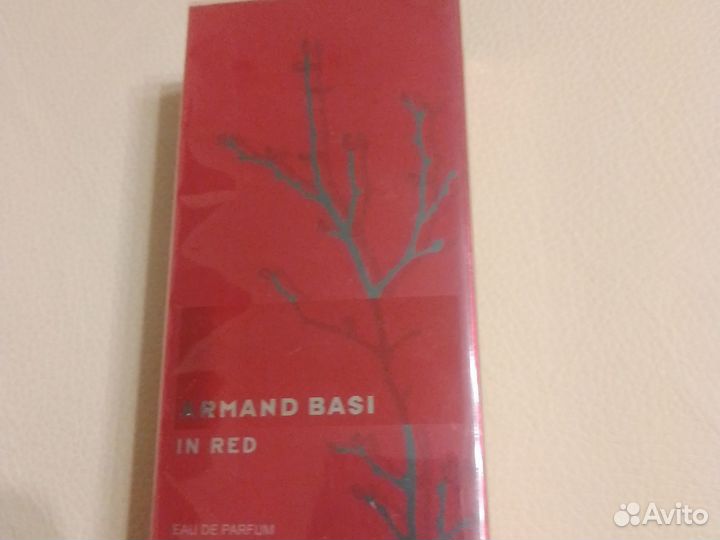 ARMAND BASI
IN RED
EAU DE PARFUM
Avito